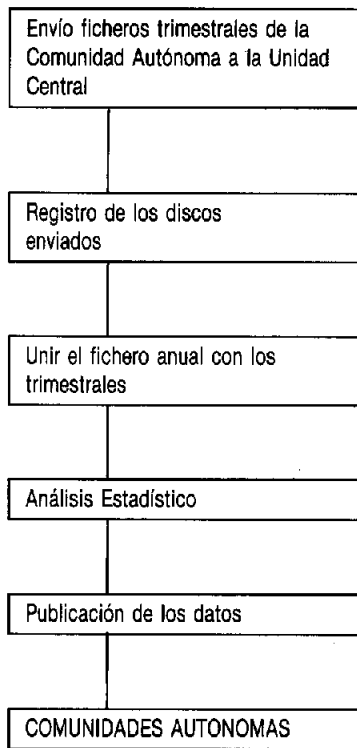 Envío ficheros trimestrales de la
Comunidad Autónoma a la Unidad
Central
Registro de los discos
enviados
Unir el fichero anual con los
trimestrales
Análisis Estadístico
Publicación de los datos
COMUNIDADES AUTONOMAS